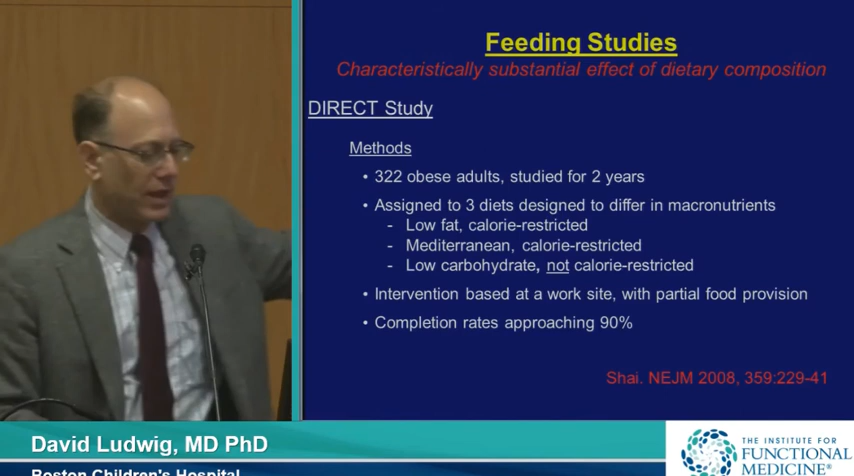 Feeding Studies
Characteristically substantial effect of dietary composition
DIRECT Study
Methods
• 322 obese adults, studied for 2 years
• Assigned to 3 diets designed to differ in macronutrients
- Low fat, calorie-restricted
- Mediterranean, calorie-restricted
- Low carbohydrate, not calorie-restricted
• Intervention based at a work site, with partial food provision
• Completion rates approaching 90%
Shai. NEJM 2008, 359:229-41
David Ludwig, MD PhD
Boston Children's Hospital
THE INSTITUTE FOR
FUNCTIONAL
MEDICINE®